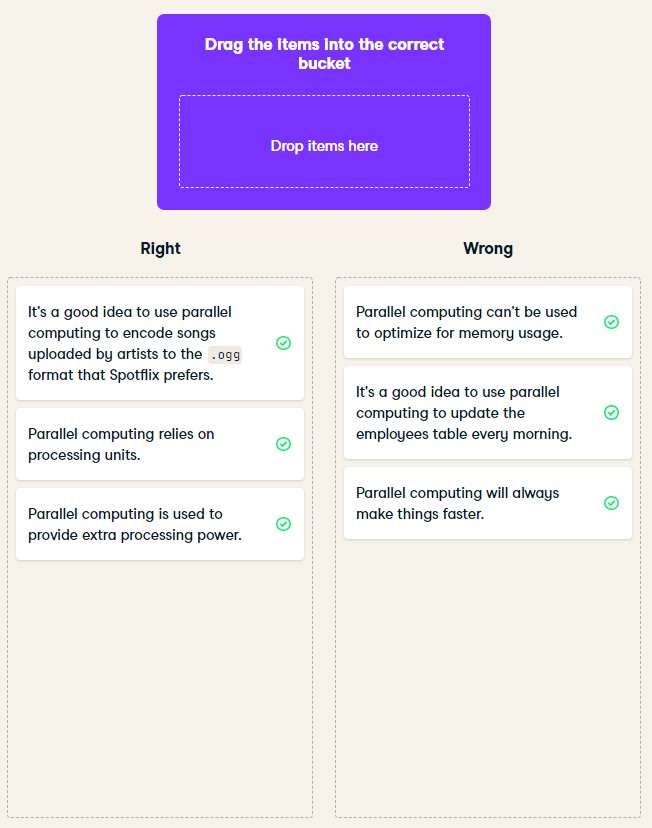 Drag the items into the correct
bucket
Drop items here
Right
It's a good idea to use parallel
computing to encode songs
uploaded by artists to the .ogg
format that Spotflix prefers.
Parallel computing relies on
processing units.
Parallel computing is used to
provide extra processing power.
Wrong
Parallel computing can't be used
to optimize for memory usage.
It's a good idea to use parallel
computing to update the
employees table every morning.
Parallel computing will always
make things faster.